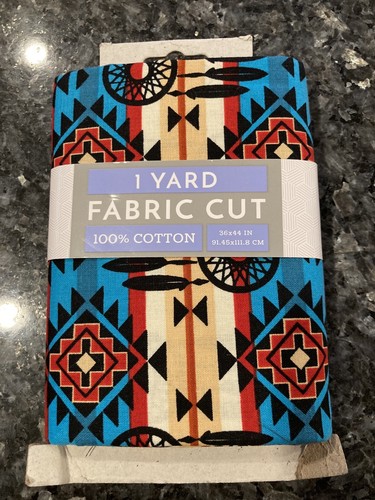 1 YARD
FABRIC CUT
100% COTTON
36x44 IN
91.45x111.8 CM